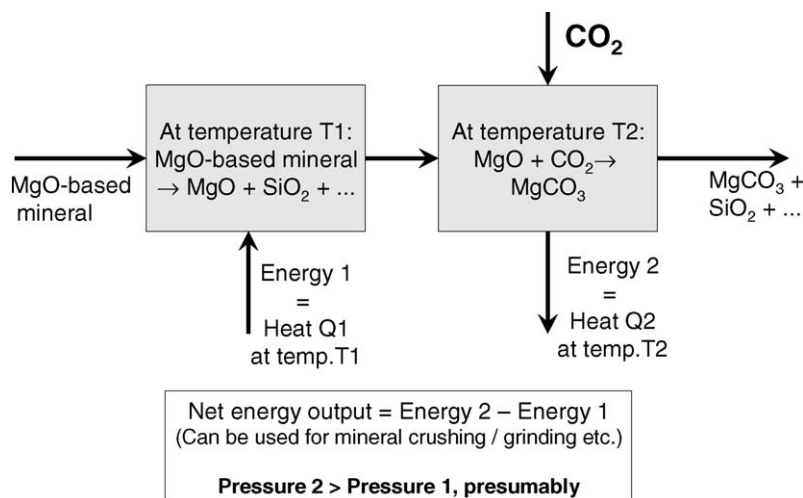 CO₂
At temperature T1:
MgO-based mineral
→ MgO + SiO₂ + ...
At temperature T2:
MgO + CO₂→
MgCO₃
MgO-based
mineral
MgCO₃ +
SiO₂ + ...
Energy 1
=
Heat Q1
at temp.T1
Energy 2
=
Heat Q2
at temp.T2
Net energy output = Energy 2 – Energy 1
(Can be used for mineral crushing / grinding etc.)
Pressure 2 > Pressure 1, presumably